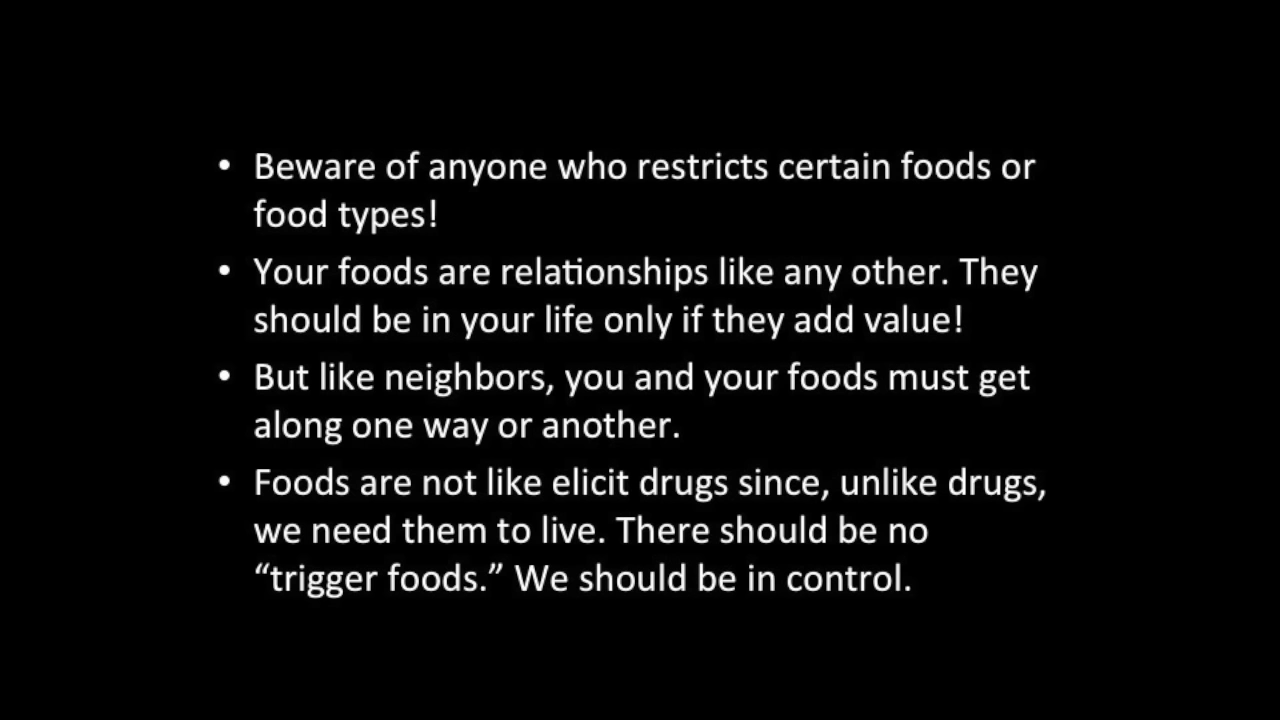 • Beware of anyone who restricts certain foods or
food types!
• Your foods are relationships like any other. They
should be in your life only if they add value!
• But like neighbors, you and your foods must get
along one way or another.
• Foods are not like elicit drugs since, unlike drugs,
we need them to live. There should be no
“trigger foods.” We should be in control.